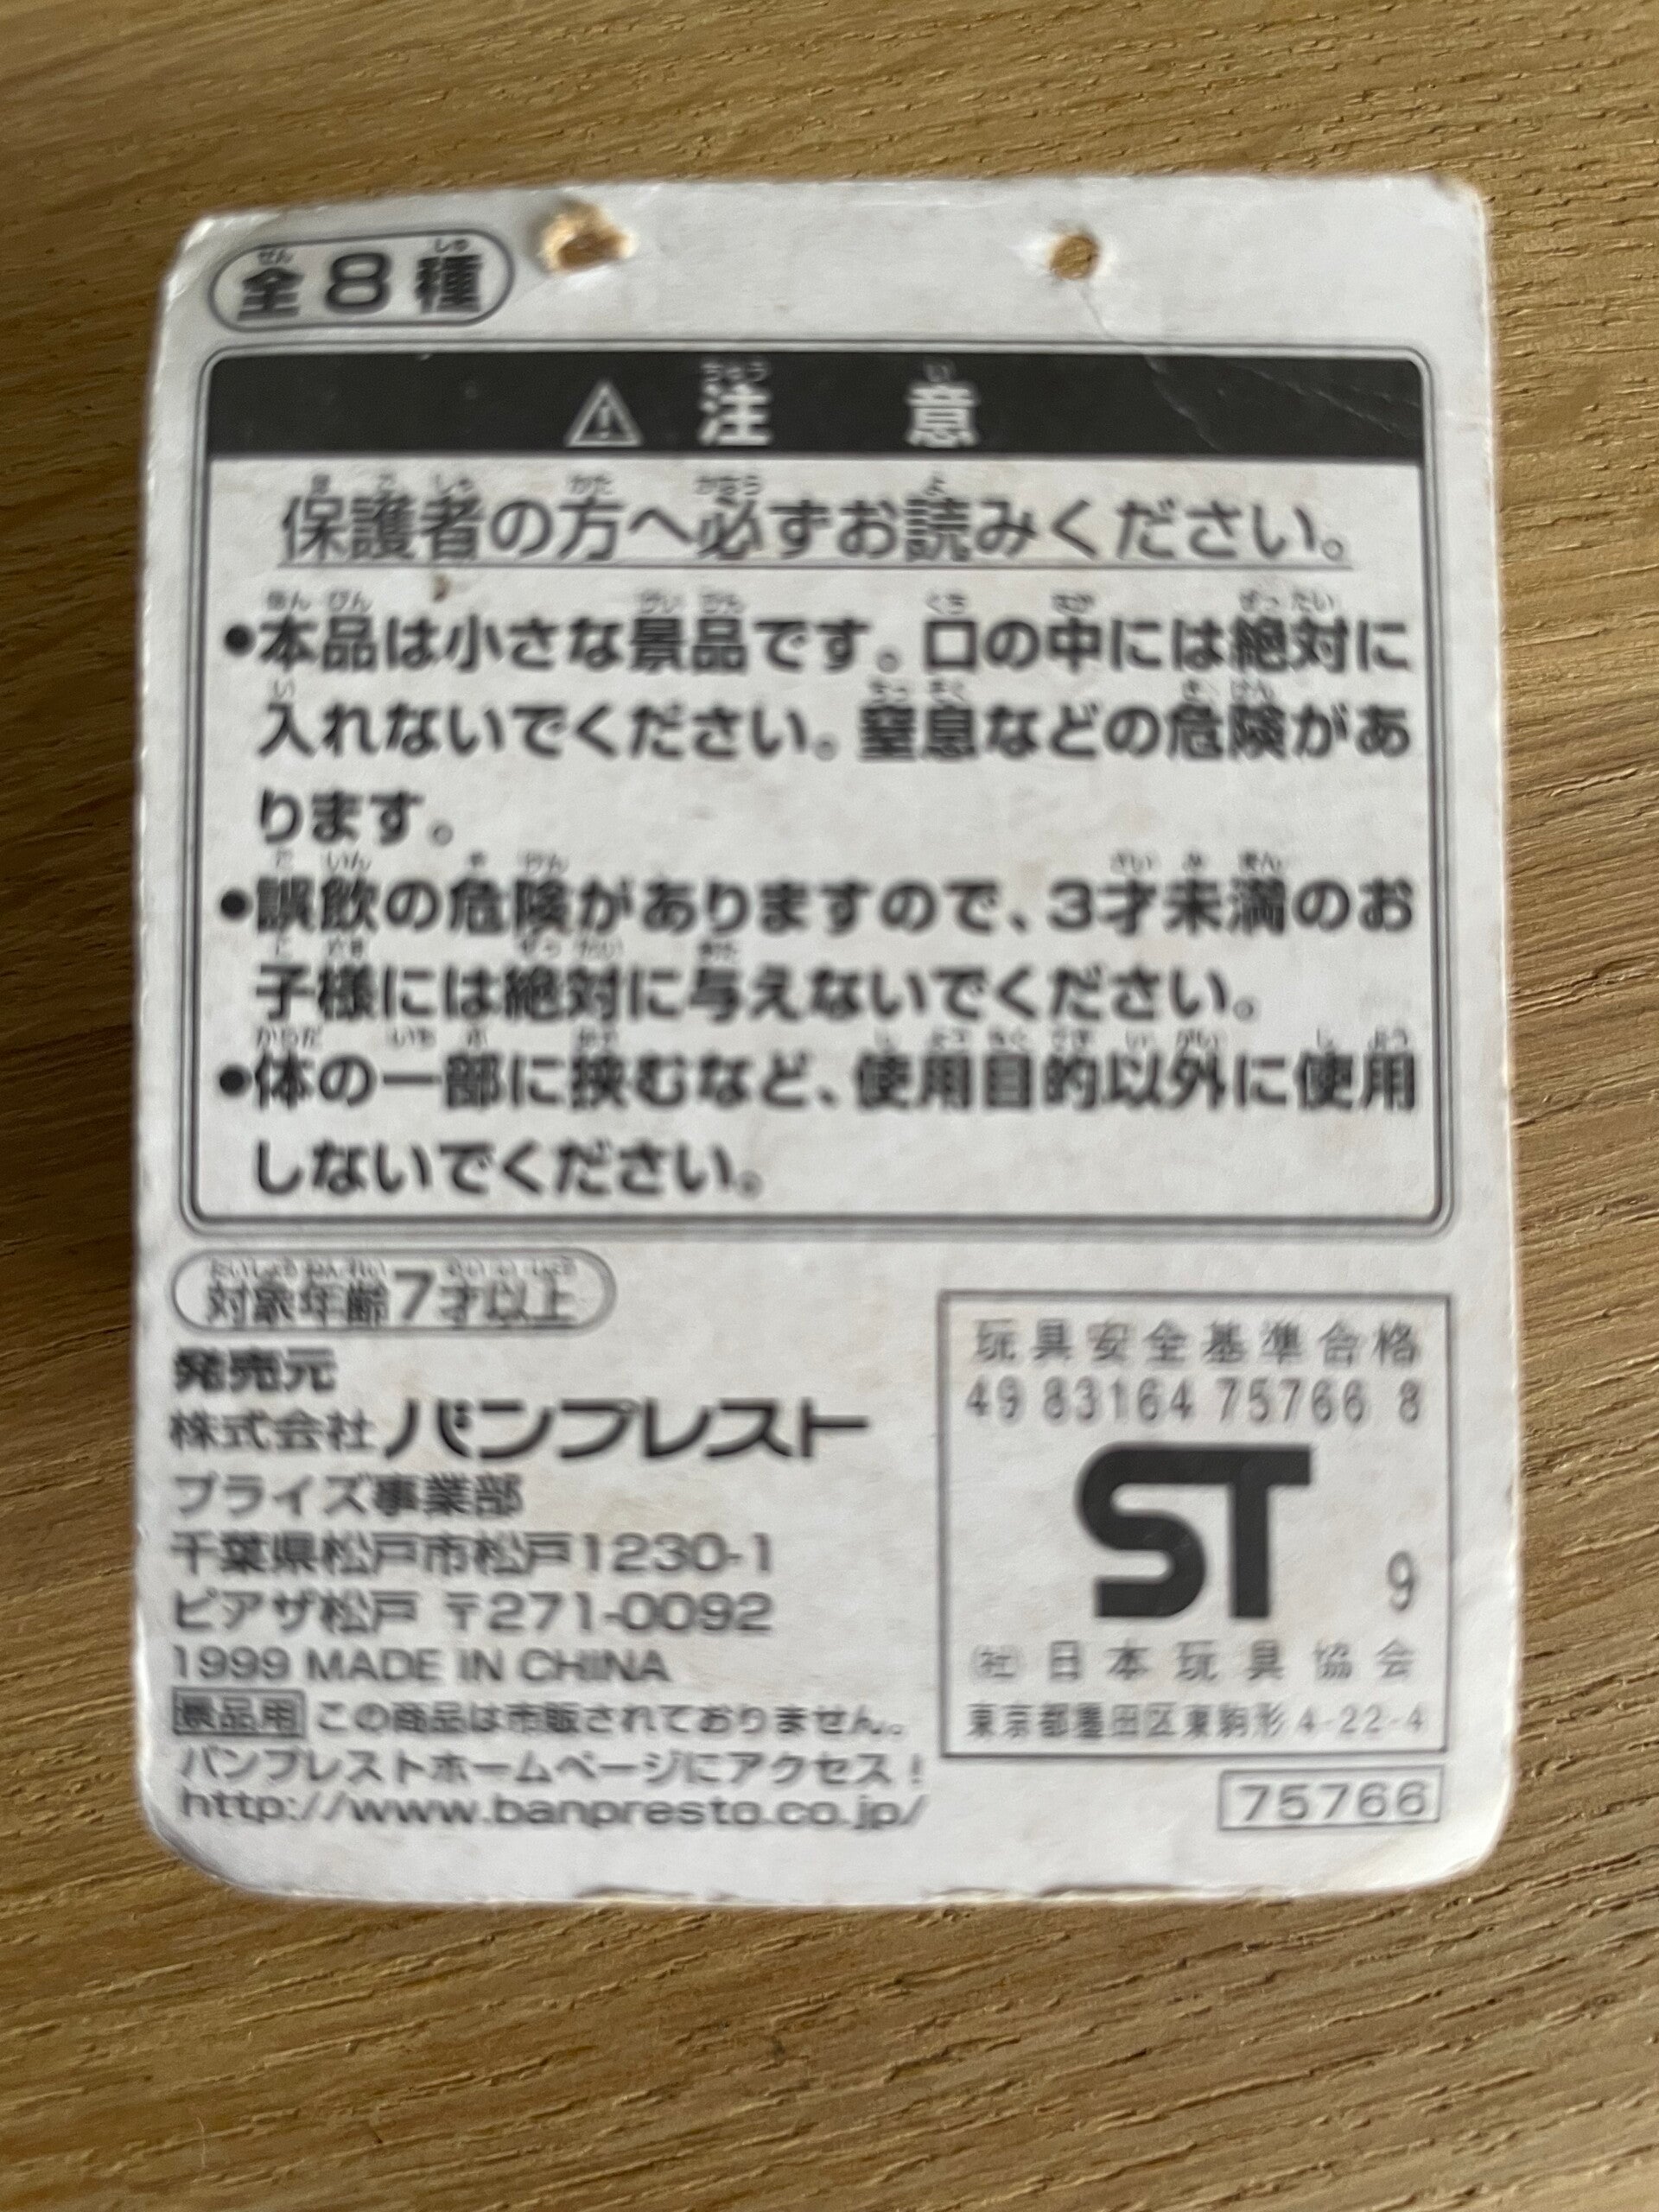 全8種
⚠ 注 意
保護者の方へ必ずお読みください。
●本品は小さな景品です。口の中には絶対に
入れないでください。窒息などの危険があ
ります。
●誤飲の危険がありますので、3才未満のお
子様には絶対に与えないでください。
●体の一部に挟むなど、使用目的以外に使用
しないでください。
対象年齢7才以上
発売元
株式会社バンプレスト
プライズ事業部
千葉県松戸市松戸1230-1
ピアザ松戸 〒271-0092
1999 MADE IN CHINA
景品用 この商品は市販されておりません。
バンプレストホームページにアクセス!
http://www.banpresto.co.jp/
玩具安全基準合格
49 83164 75766 8
ST 9
(社)日本玩具協会
東京都墨田区東駒形4-22-4
75766